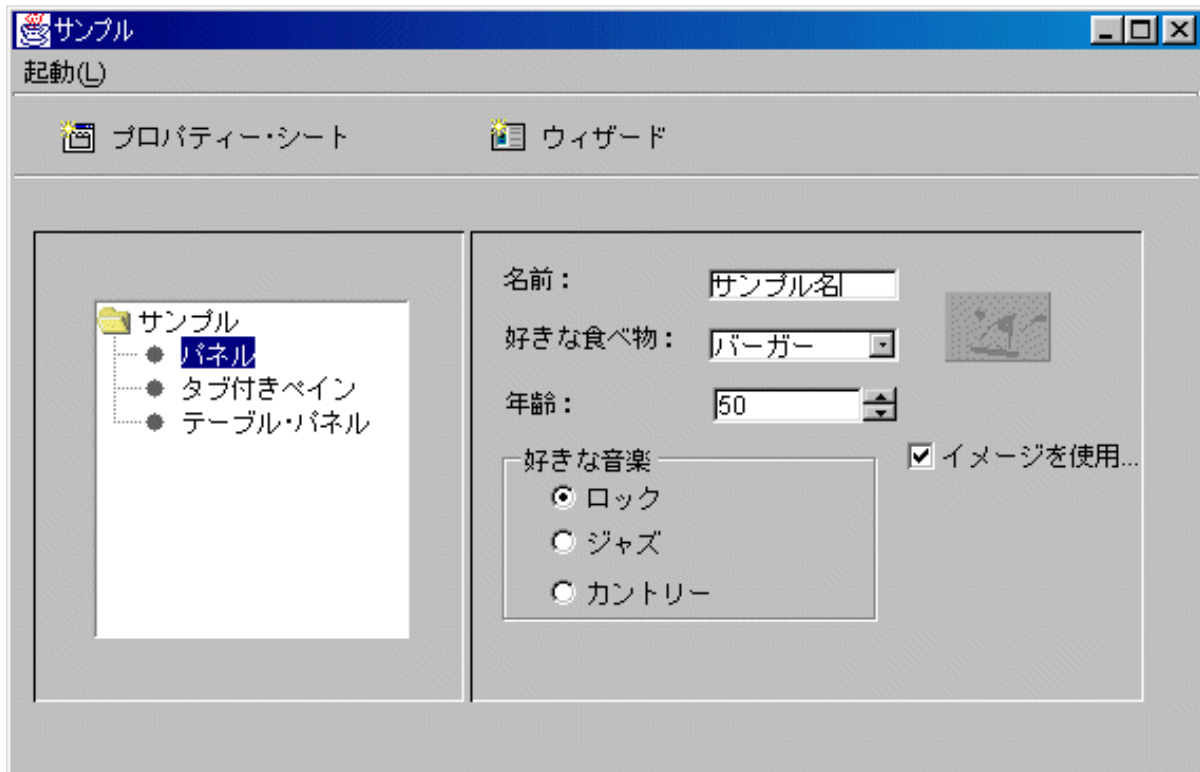 サンプル
起動(L)
プロパティー・シート
ウィザード
サンプル
パネル
タブ付きペイン
テーブル・パネル
名前：
サンプル名
好きな食べ物：
バーガー
年齢：
50
イメージを使用...
好きな音楽
ロック
ジャズ
カントリー